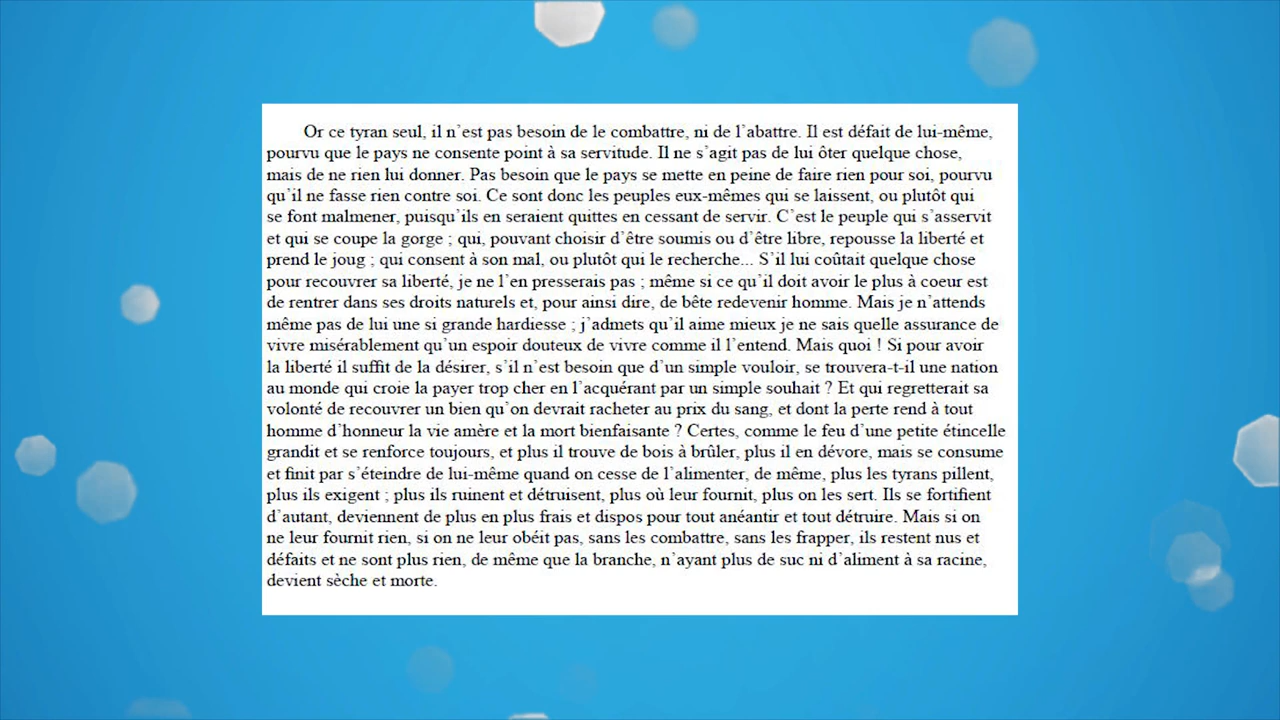 Or ce tyran seul, il n’est pas besoin de le combattre, ni de l’abattre. Il est défait de lui-même,
pourvu que le pays ne consente point à sa servitude. Il ne s’agit pas de lui ôter quelque chose,
mais de ne rien lui donner. Pas besoin que le pays se mette en peine de faire rien pour soi, pourvu
qu’il ne fasse rien contre soi. Ce sont donc les peuples eux-mêmes qui se laissent, ou plutôt qui
se font malmener, puisqu’ils en seraient quittes en cessant de servir. C’est le peuple qui s’asservit
et qui se coupe la gorge ; qui, pouvant choisir d’être soumis ou d’être libre, repousse la liberté et
prend le joug ; qui consent à son mal, ou plutôt qui le recherche... S’il lui coûtait quelque chose
pour recouvrer sa liberté, je ne l’en presserais pas ; même si ce qu’il doit avoir le plus à coeur est
de rentrer dans ses droits naturels et, pour ainsi dire, de bête redevenir homme. Mais je n’attends
même pas de lui une si grande hardiesse ; j’admets qu’il aime mieux je ne sais quelle assurance de
vivre misérablement qu’un espoir douteux de vivre comme il l’entend. Mais quoi ! Si pour avoir
la liberté il suffit de la désirer, s’il n’est besoin que d’un simple vouloir, se trouvera-t-il une nation
au monde qui croie la payer trop cher en l’acquérant par un simple souhait ? Et qui regretterait sa
volonté de recouvrer un bien qu’on devrait racheter au prix du sang, et dont la perte rend à tout
homme d’honneur la vie amère et la mort bienfaisante ? Certes, comme le feu d’une petite étincelle
grandit et se renforce toujours, et plus il trouve de bois à brûler, plus il en dévore, mais se consume
et finit par s’éteindre de lui-même quand on cesse de l’alimenter, de même, plus les tyrans pillent,
plus ils exigent ; plus ils ruinent et détruisent, plus où leur fournit, plus on les sert. Ils se fortifient
d’autant, deviennent de plus en plus frais et dispos pour tout anéantir et tout détruire. Mais si on
ne leur fournit rien, si on ne leur obéit pas, sans les combattre, sans les frapper, ils restent nus et
défaits et ne sont plus rien, de même que la branche, n’ayant plus de suc ni d’aliment à sa racine,
devient sèche et morte.